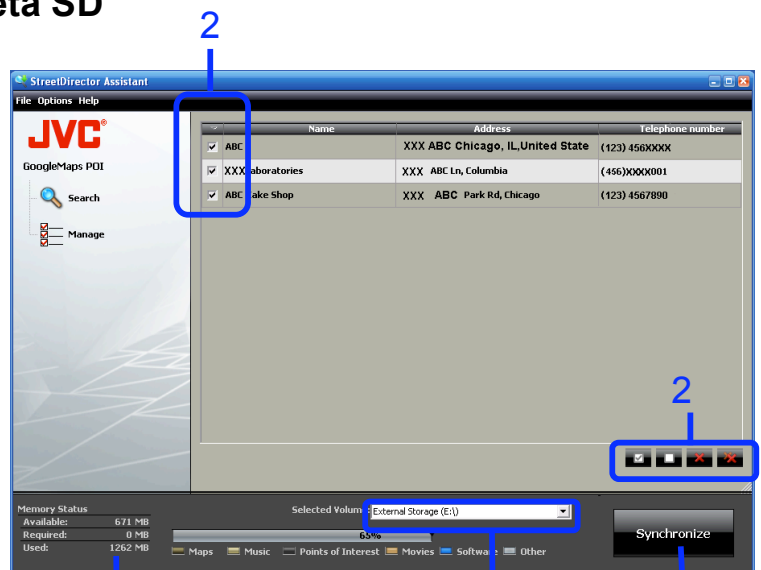 eta SD
2
StreetDirector Assistant
File Options Help
JVC®
GoogleMaps POI
Search
Manage
Name Address Telephone number
ABC XXX ABC Chicago, IL,United State (123) 456XXXX
XXX aboratories XXX ABC Ln, Columbia (456)XXXX001
ABC ake Shop XXX ABC Park Rd, Chicago (123) 4567890
2
Memory Status
Available: 671 MB
Required: 0 MB
Used: 1262 MB
Selected Volum External Storage (E:\)
65%
Maps Music Points of Interest Movies Software Other
Synchronize